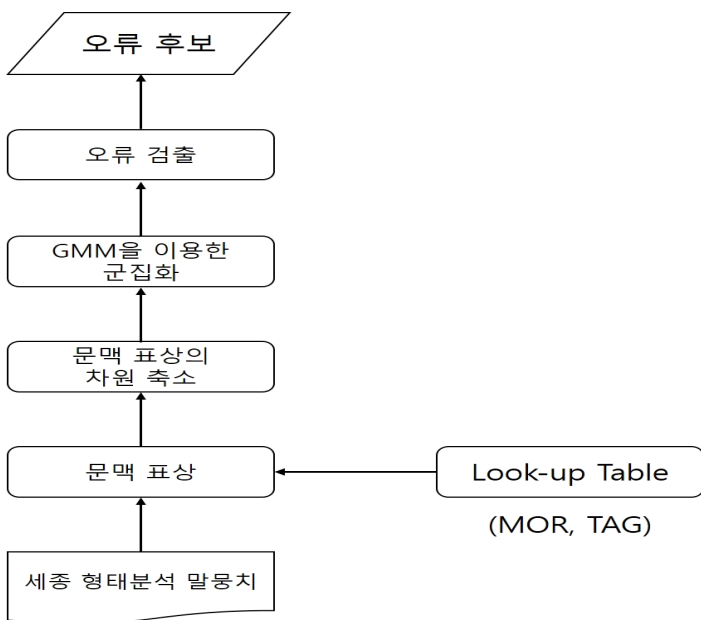 오류 후보
오류 검출
GMM을 이용한
군집화
문맥 표상의
차원 축소
문맥 표상
Look-up Table
(MOR, TAG)
세종 형태분석 말뭉치